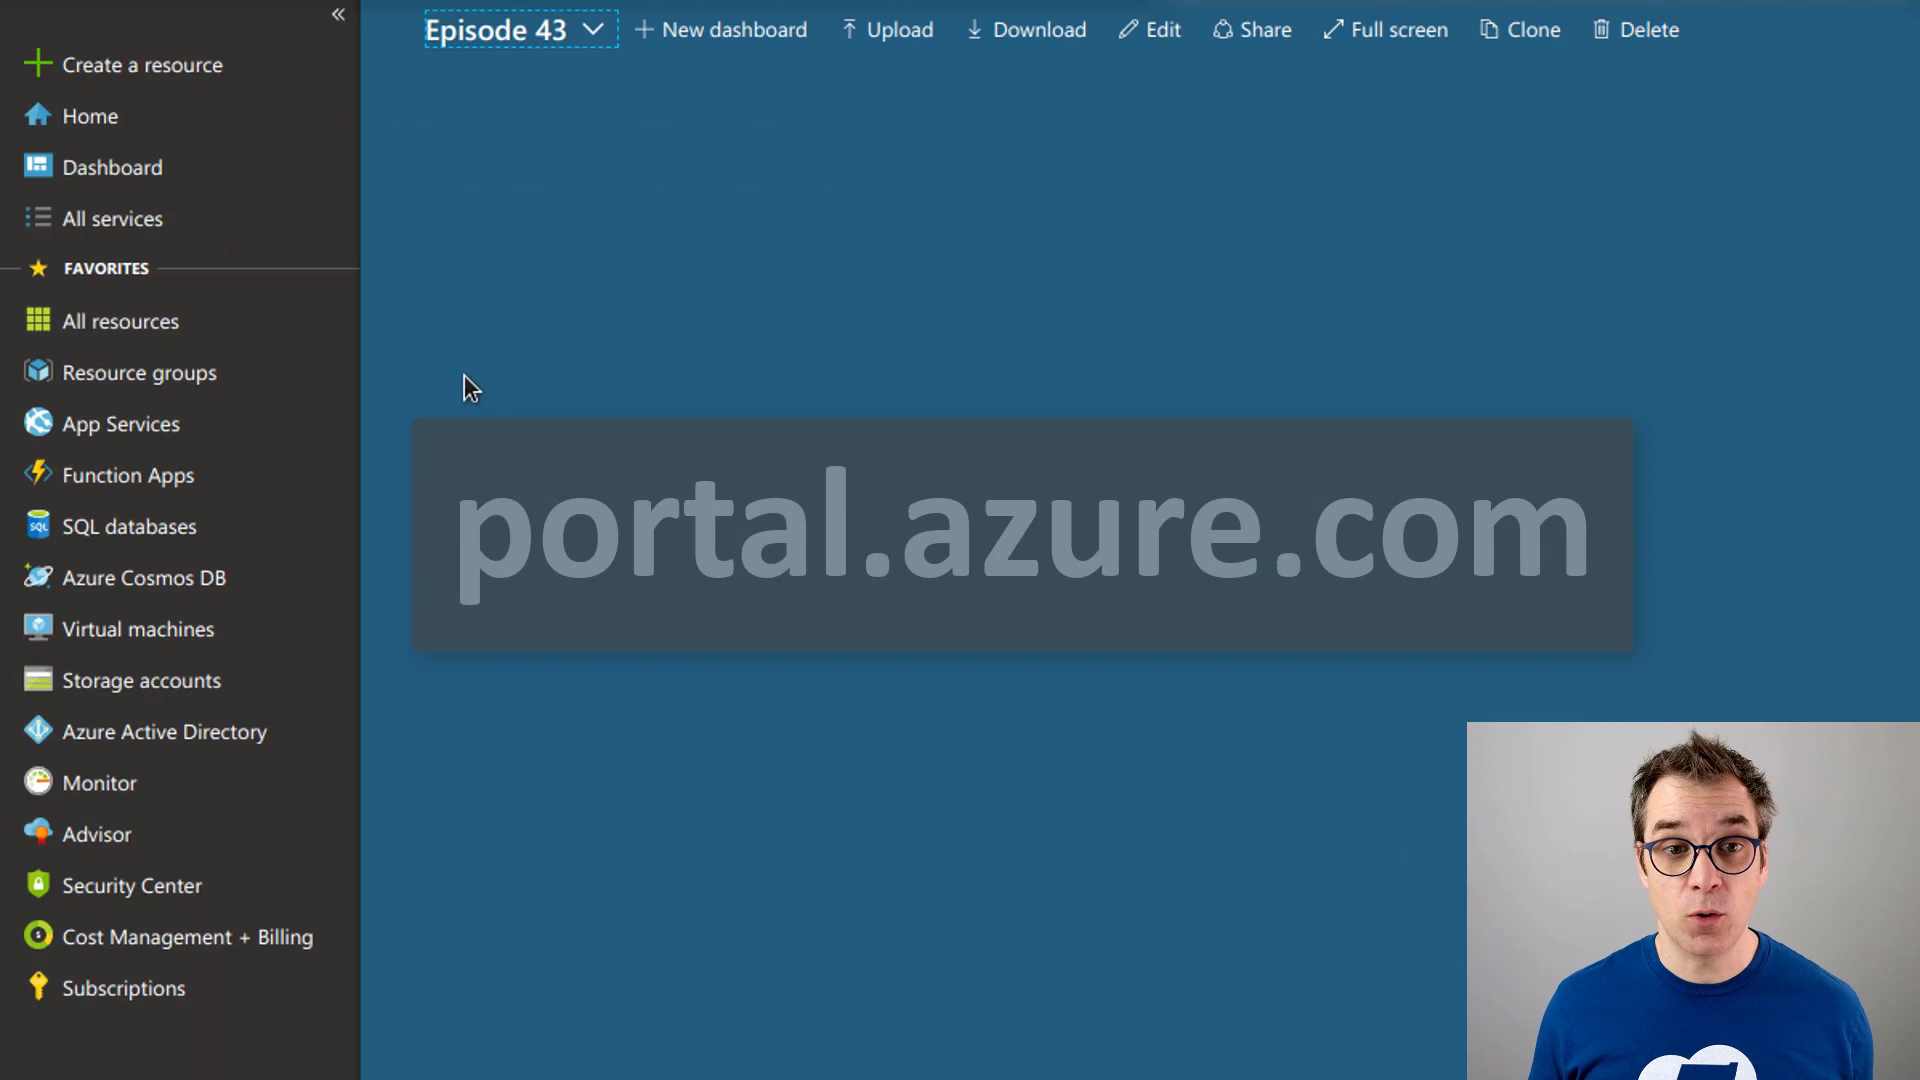 Episode 43
New dashboard
Upload
Download
Edit
Share
Full screen
Clone
Delete
Create a resource
Home
Dashboard
All services
FAVORITES
All resources
Resource groups
App Services
Function Apps
SQL databases
Azure Cosmos DB
Virtual machines
Storage accounts
Azure Active Directory
Monitor
Advisor
Security Center
Cost Management + Billing
Subscriptions
portal.azure.com